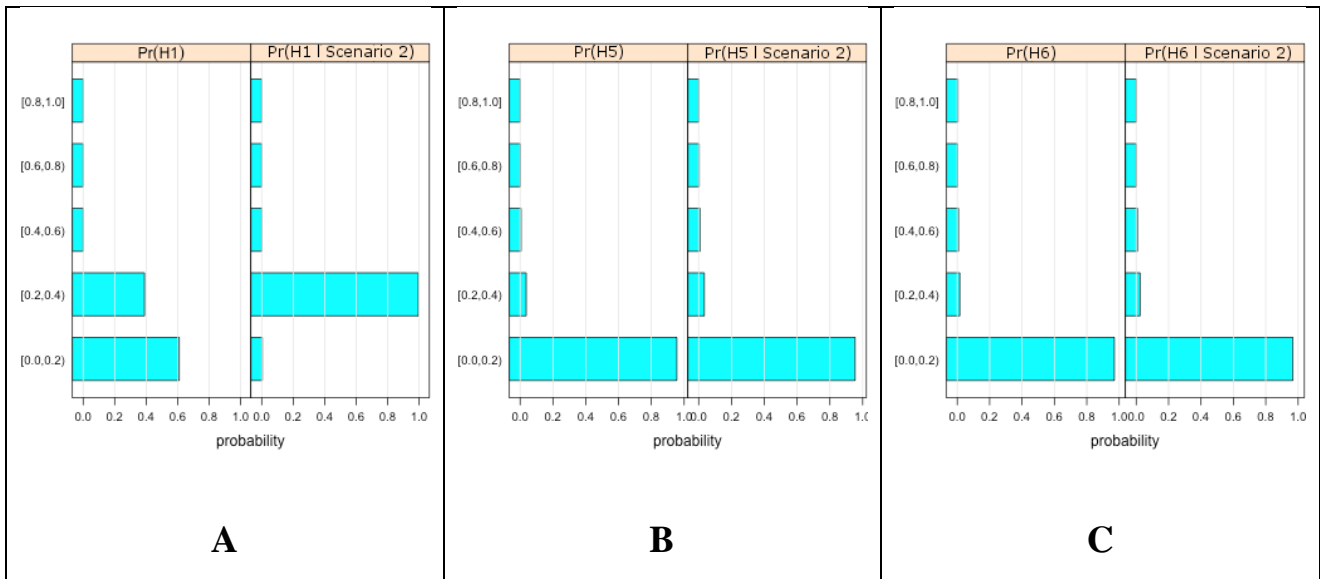 Pr(H1) Pr(H1 | Scenario 2)
[0.8,1.0]
[0.6,0.8)
[0.4,0.6)
[0.2,0.4)
[0.0,0.2)
0.0 0.2 0.4 0.6 0.8 1.0 0.0 0.2 0.4 0.6 0.8 1.0
probability
A
Pr(H5) Pr(H5 | Scenario 2)
[0.8,1.0]
[0.6,0.8)
[0.4,0.6)
[0.2,0.4)
[0.0,0.2)
0.0 0.2 0.4 0.6 0.8 1.0 0.0 0.2 0.4 0.6 0.8 1.0
probability
B
Pr(H6) Pr(H6 | Scenario 2)
[0.8,1.0]
[0.6,0.8)
[0.4,0.6)
[0.2,0.4)
[0.0,0.2)
0.0 0.2 0.4 0.6 0.8 1.0 0.0 0.2 0.4 0.6 0.8 1.0
probability
C